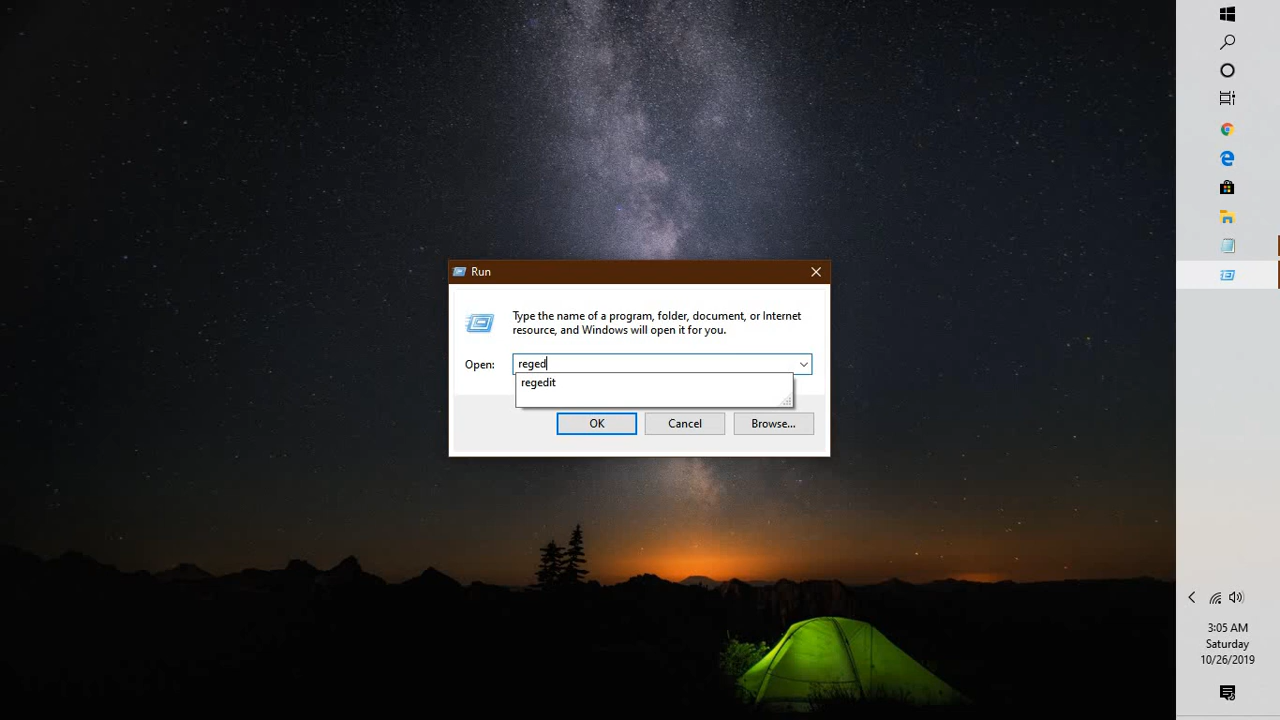 Run
Type the name of a program, folder, document, or Internet
resource, and Windows will open it for you.
Open:
reged
regedit
OK
Cancel
Browse...
3:05 AM
Saturday
10/26/2019